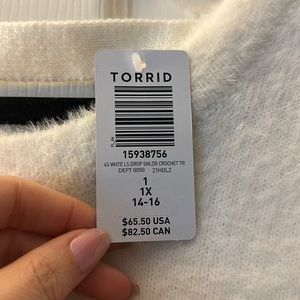 TORRID
15938756
45 WHITE LS DROP SHLDR CROCHET TR
DEPT 0050 21HOL2
1
1X
14-16
$65.50 USA
$82.50 CAN